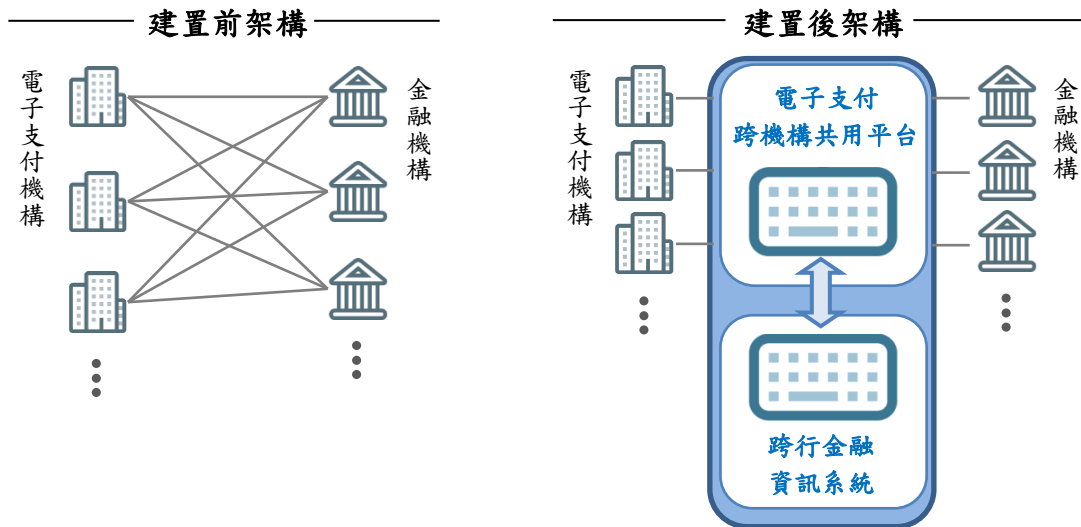 建置前架構
電子支付機構
金融機構
建置後架構
電子支付機構
電子支付
跨機構共用平台
跨行金融
資訊系統
金融機構